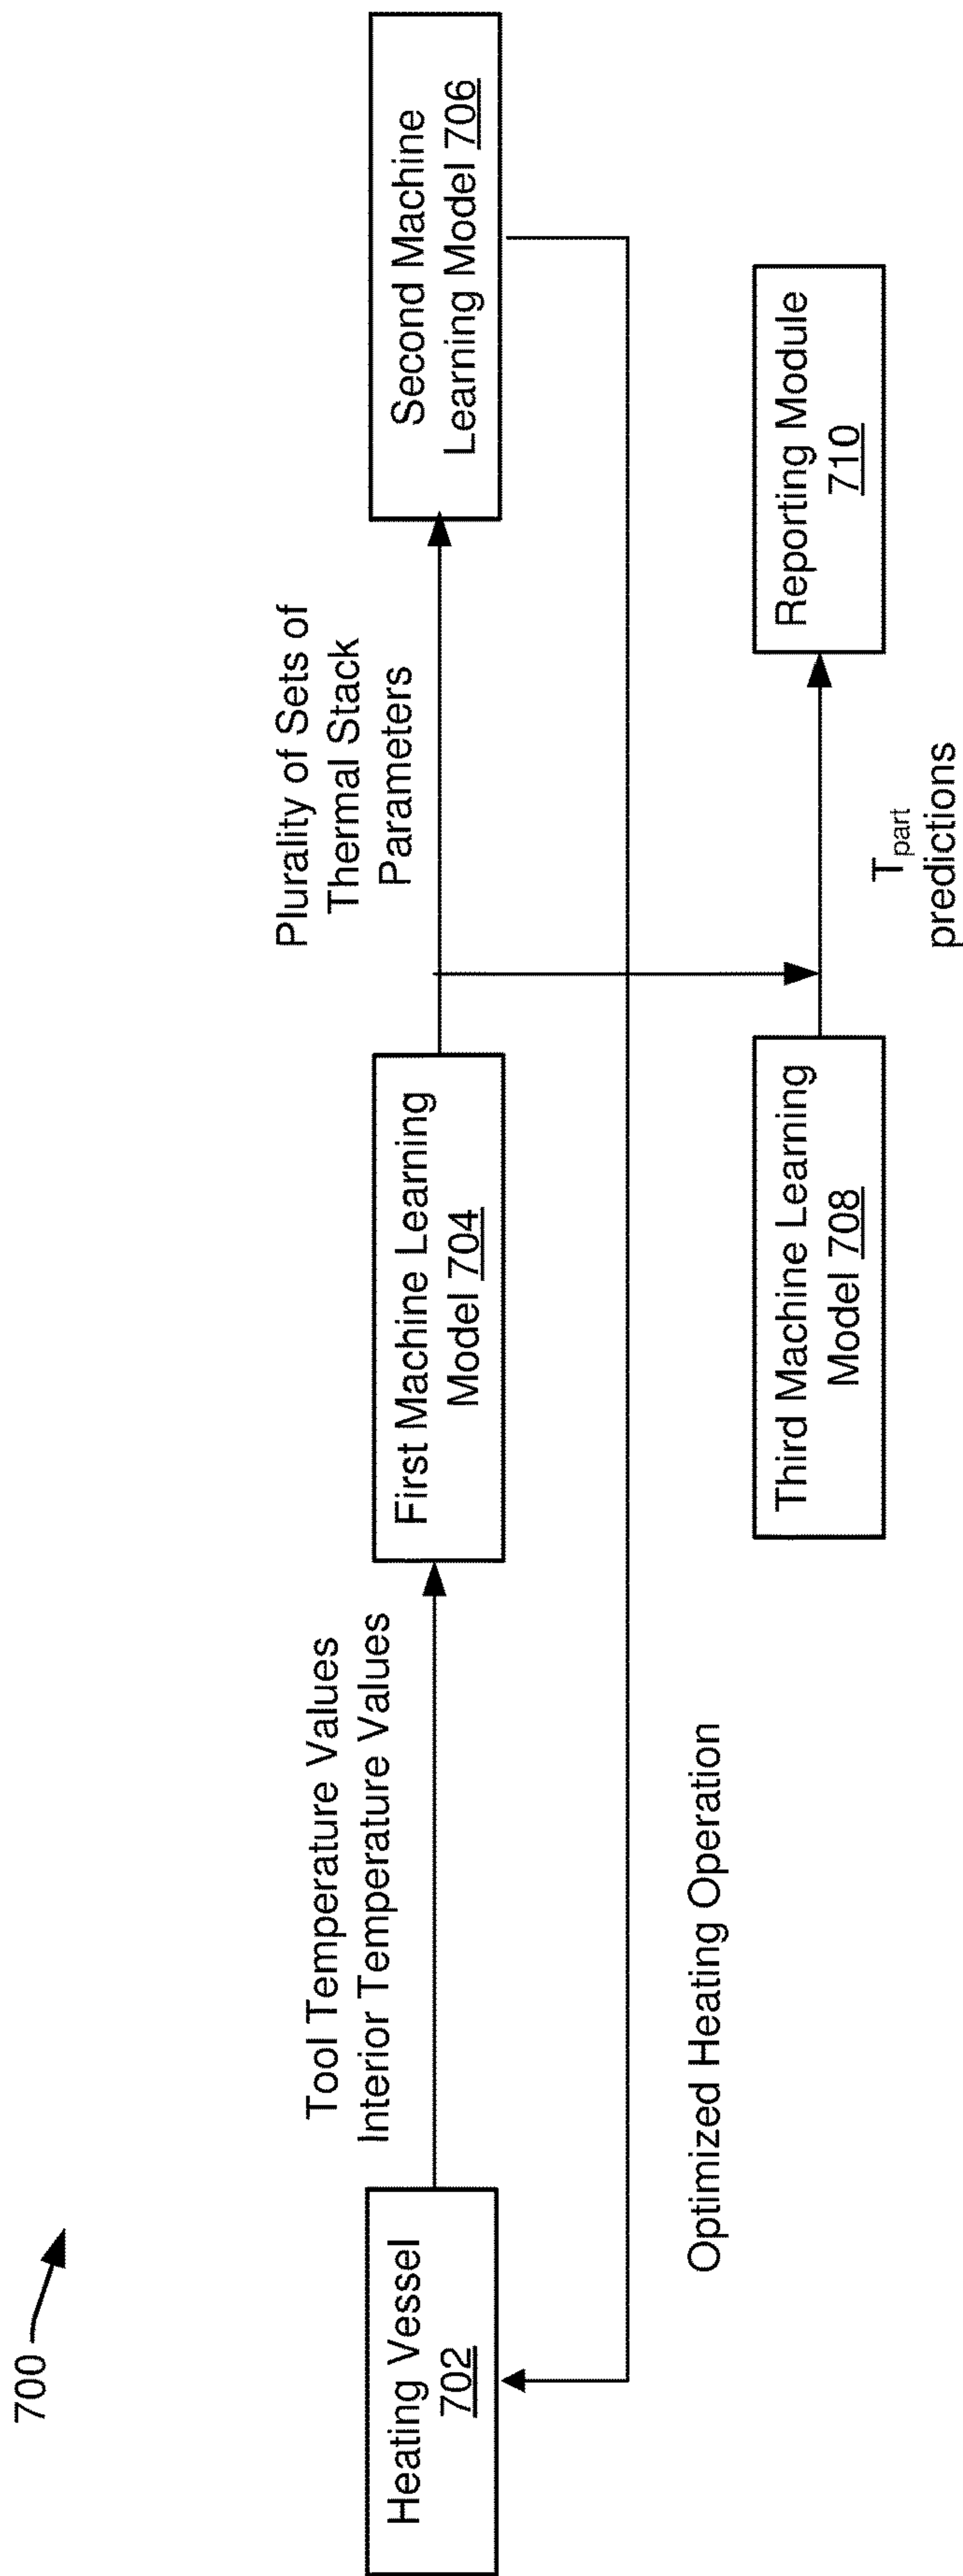 700
Heating Vessel
702
Tool Temperature Values
Interior Temperature Values
First Machine Learning
Model 704
Plurality of Sets of
Thermal Stack
Parameters
Second Machine
Learning Model 706
Optimized Heating Operation
Third Machine Learning
Model 708
T_part
predictions
Reporting Module
710